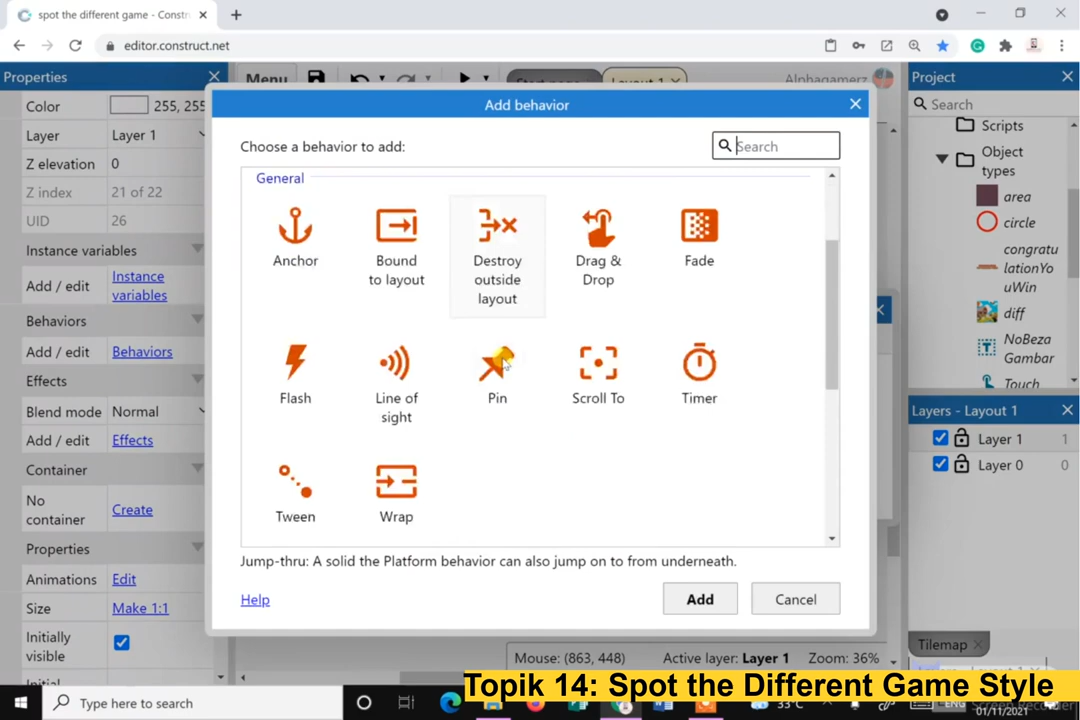 spot the different game - Constr
editor.construct.net
Properties
Menu
Start page
Layout 1
Alphagamerz
Project
Color
255, 255
Layer
Layer 1
Z elevation
0
Z index
21 of 22
UID
26
Instance variables
Add / edit
Instance
variables
Behaviors
Add / edit
Behaviors
Effects
Blend mode
Normal
Add / edit
Effects
Container
No
container
Create
Properties
Animations
Edit
Size
Make 1:1
Initially
visible
Add behavior
Choose a behavior to add:
Search
General
Anchor
Bound
to layout
Destroy
outside
layout
Drag &
Drop
Fade
Flash
Line of
sight
Pin
Scroll To
Timer
Tween
Wrap
Jump-thru: A solid the Platform behavior can also jump on to from underneath.
Help
Add
Cancel
Search
Scripts
Object
types
area
circle
congratu
lationYo
uWin
diff
NoBeza
Gambar
Touch
Layers - Layout 1
Layer 1
1
Layer 0
0
Tilemap
Mouse: (863, 448)
Active layer: Layer 1
Zoom: 36%
Topik 14: Spot the Different Game Style
Type here to search
33°C
ENG
01/11/2021